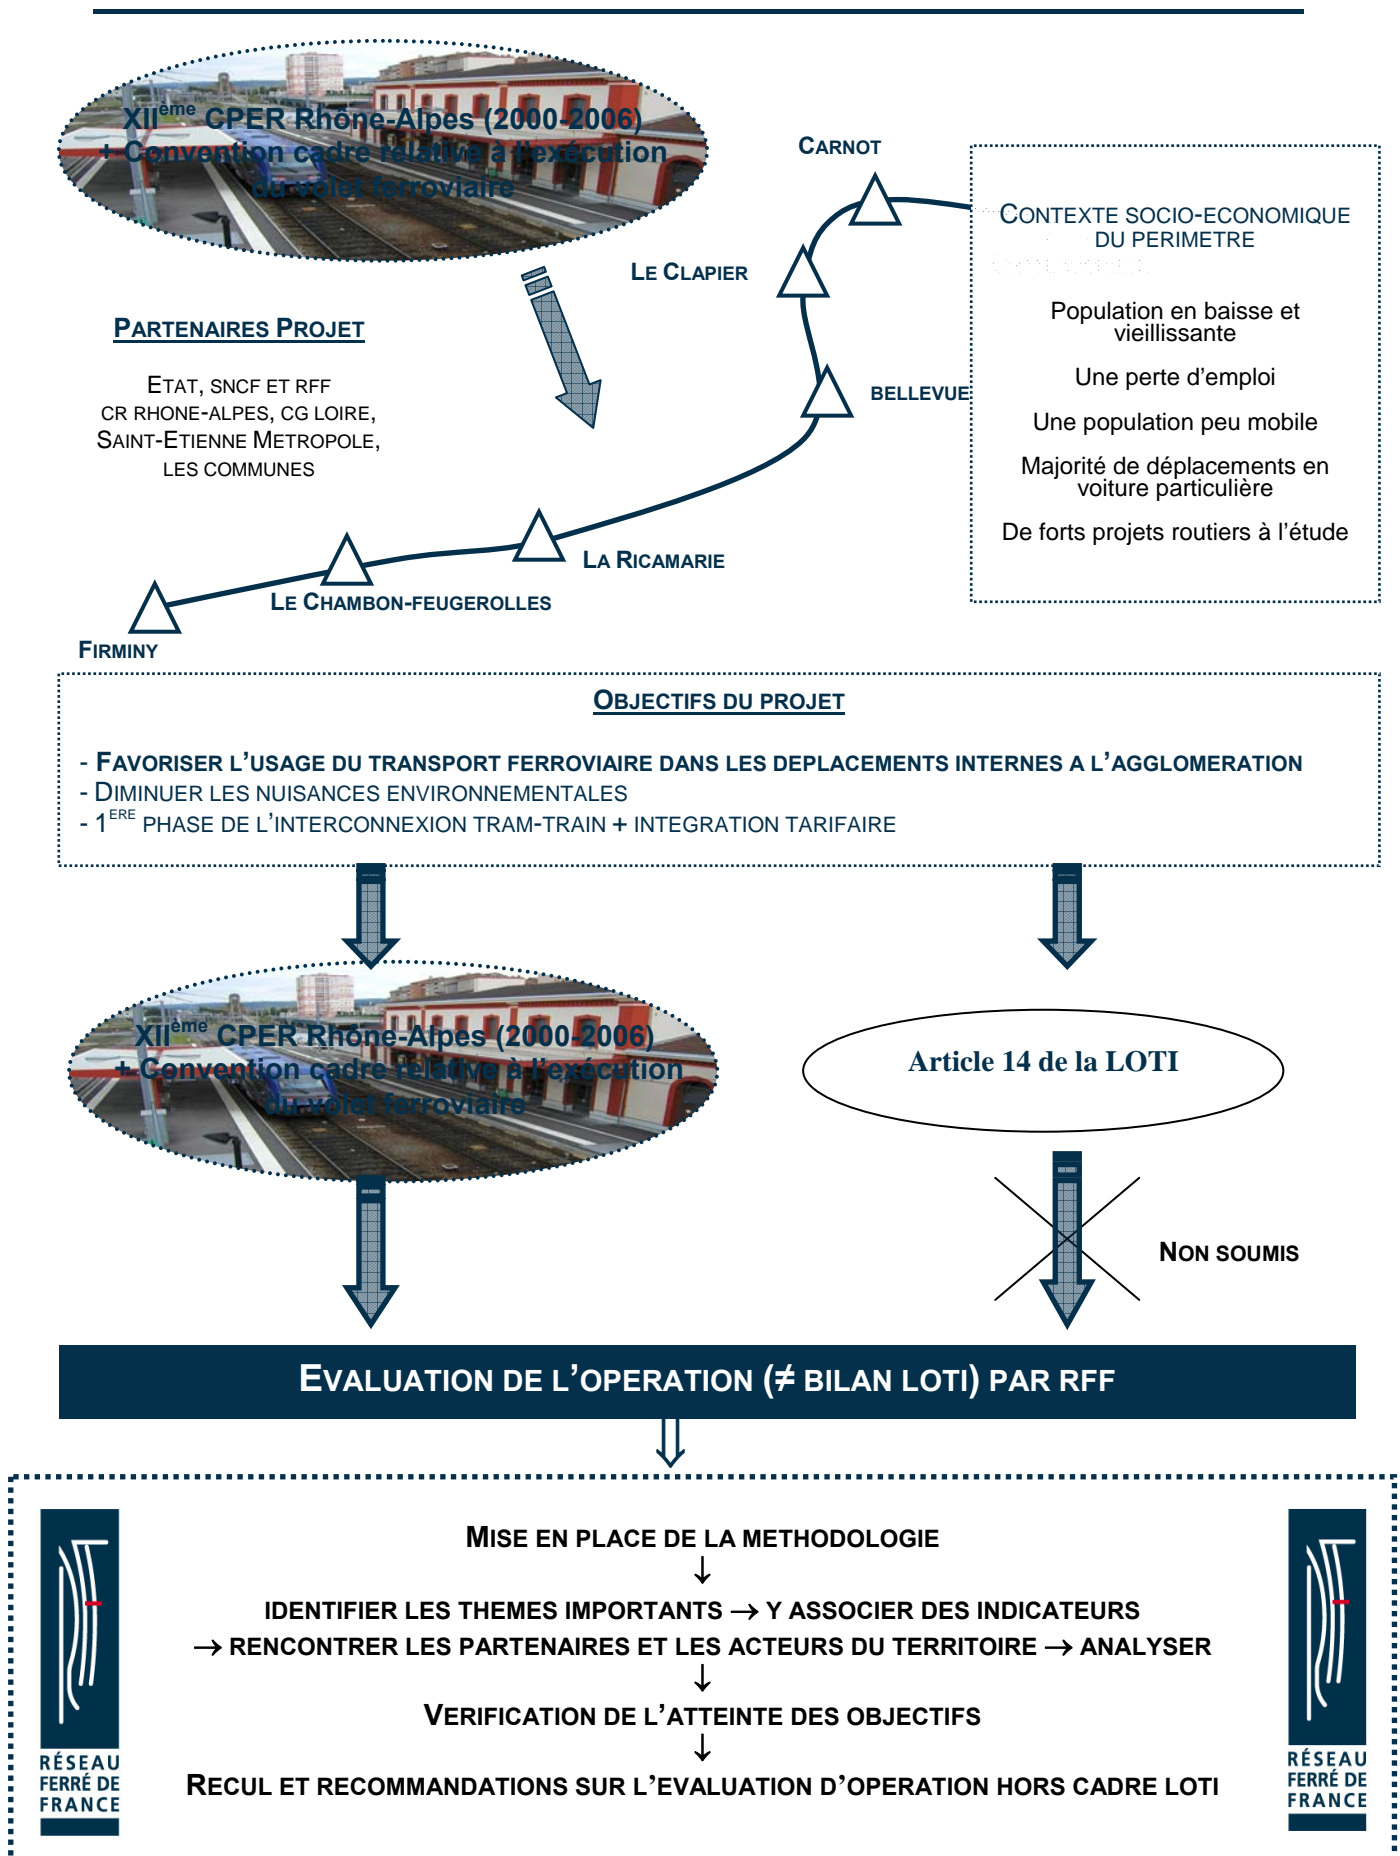 XIIème CPER Rhône-Alpes (2000-2006)
+ Convention cadre relative à l'exécution
du volet ferroviaire
CARNOT
LE CLAPIER
BELLEVUE
LA RICAMARIE
LE CHAMBON-FEUGEROLLES
FIRMINY
PARTENAIRES PROJET
ETAT, SNCF ET RFF
CR RHONE-ALPES, CG LOIRE,
SAINT-ETIENNE METROPOLE,
LES COMMUNES
CONTEXTE SOCIO-ECONOMIQUE
DU PERIMETRE
Population en baisse et
vieillissante
Une perte d’emploi
Une population peu mobile
Majorité de déplacements en
voiture particulière
De forts projets routiers à l’étude
OBJECTIFS DU PROJET
- FAVORISER L’USAGE DU TRANSPORT FERROVIAIRE DANS LES DEPLACEMENTS INTERNES A L’AGGLOMERATION
- DIMINUER LES NUISANCES ENVIRONNEMENTALES
- 1ERE PHASE DE L’INTERCONNEXION TRAM-TRAIN + INTEGRATION TARIFAIRE
XIIème CPER Rhône-Alpes (2000-2006)
+ Convention cadre relative à l'exécution
du volet ferroviaire
Article 14 de la LOTI
NON SOUMIS
EVALUATION DE L’OPERATION (≠ BILAN LOTI) PAR RFF
MISE EN PLACE DE LA METHODOLOGIE
↓
IDENTIFIER LES THEMES IMPORTANTS → Y ASSOCIER DES INDICATEURS
→ RENCONTRER LES PARTENAIRES ET LES ACTEURS DU TERRITOIRE → ANALYSER
↓
VERIFICATION DE L’ATTEINTE DES OBJECTIFS
↓
RECUL ET RECOMMANDATIONS SUR L’EVALUATION D’OPERATION HORS CADRE LOTI
RÉSEAU
FERRÉ DE
FRANCE
RÉSEAU
FERRÉ DE
FRANCE